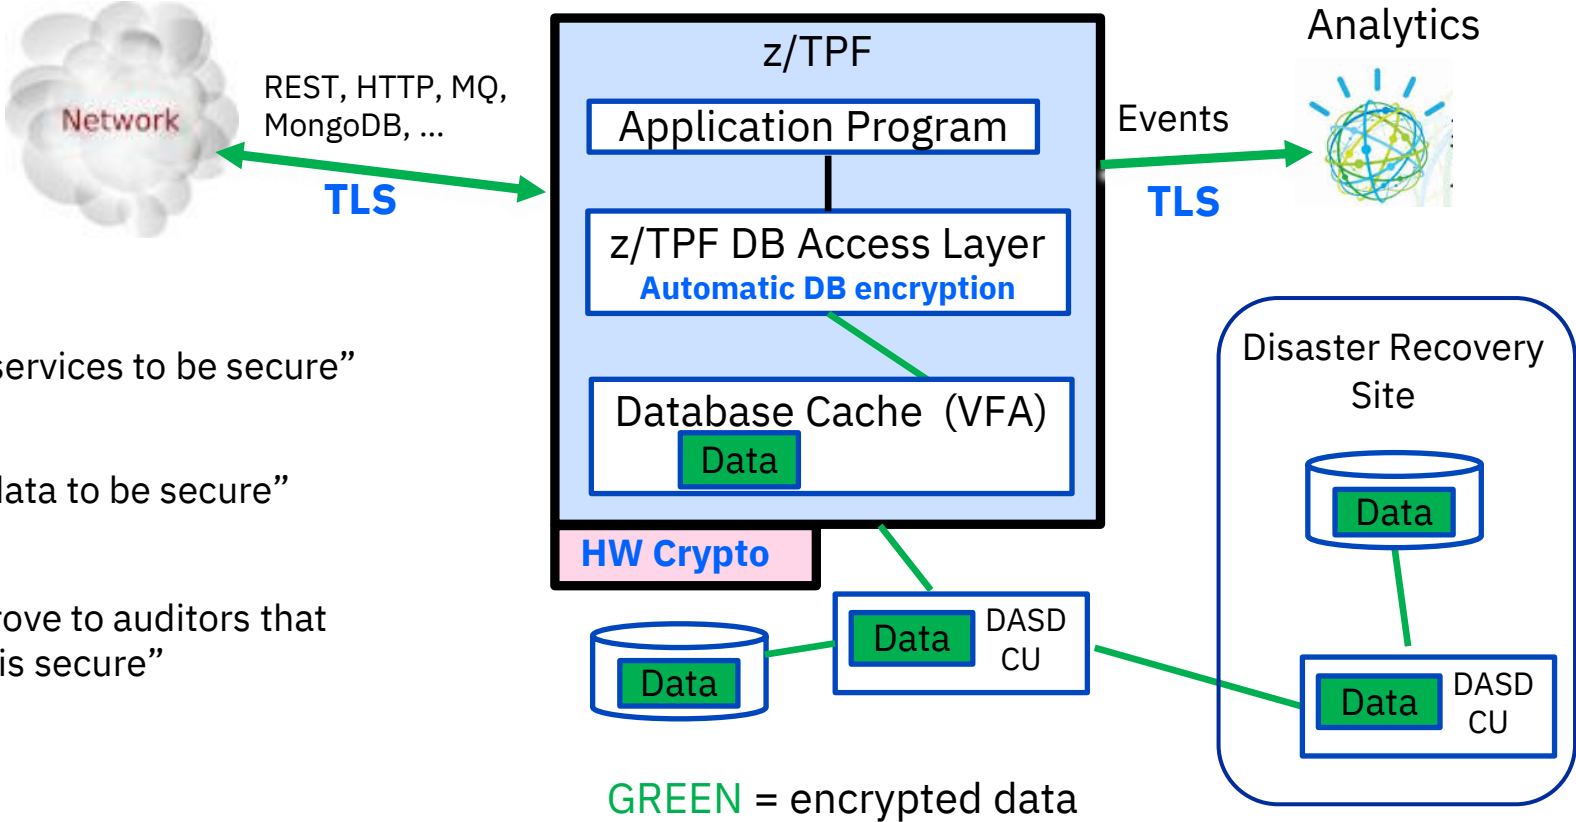 Network
REST, HTTP, MQ,
MongoDB, ...
TLS
z/TPF
Application Program
z/TPF DB Access Layer
Automatic DB encryption
Database Cache (VFA)
Data
HW Crypto
Events
TLS
Analytics
services to be secure”
data to be secure”
rove to auditors that
is secure”
Data
Data
DASD
CU
Disaster Recovery
Site
Data
Data
DASD
CU
GREEN = encrypted data